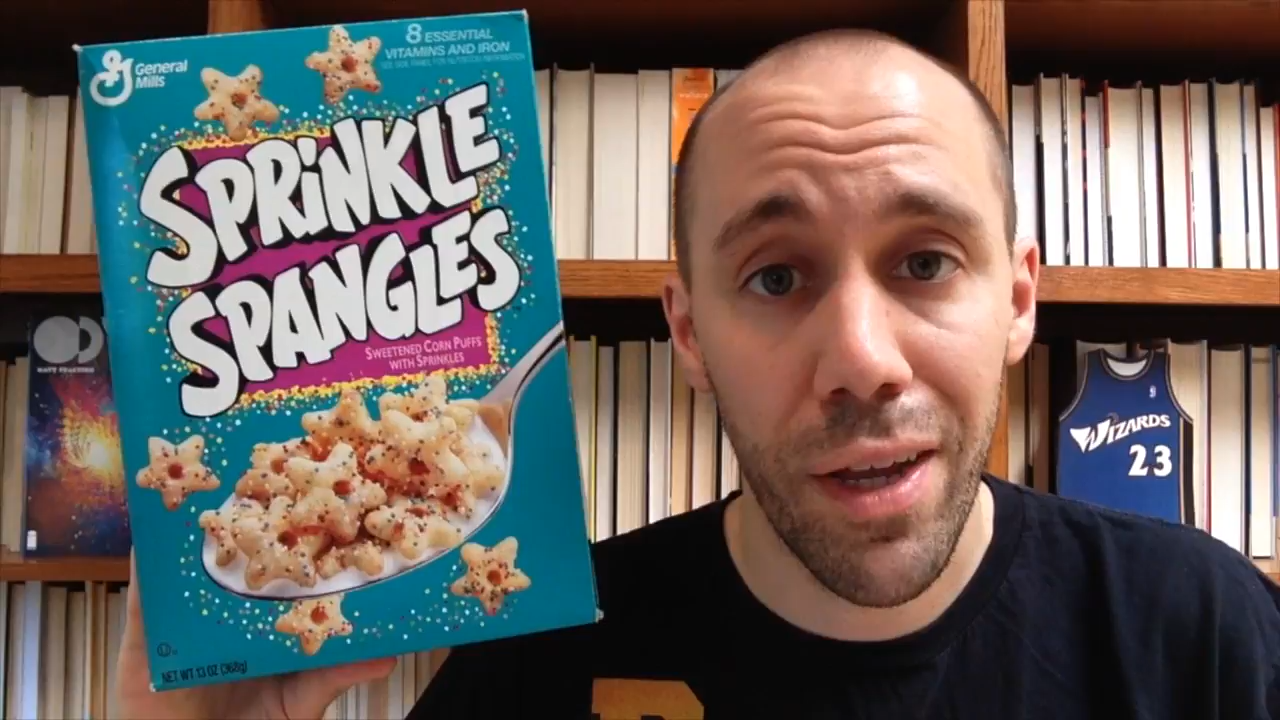 General
Mills
8 ESSENTIAL
VITAMINS AND IRON
SPRiNKLE
SPANGLES
SWEETENED CORN PUFFS
WITH SPRINKLES
NET WT 13 OZ (368g)
WIZARDS
23